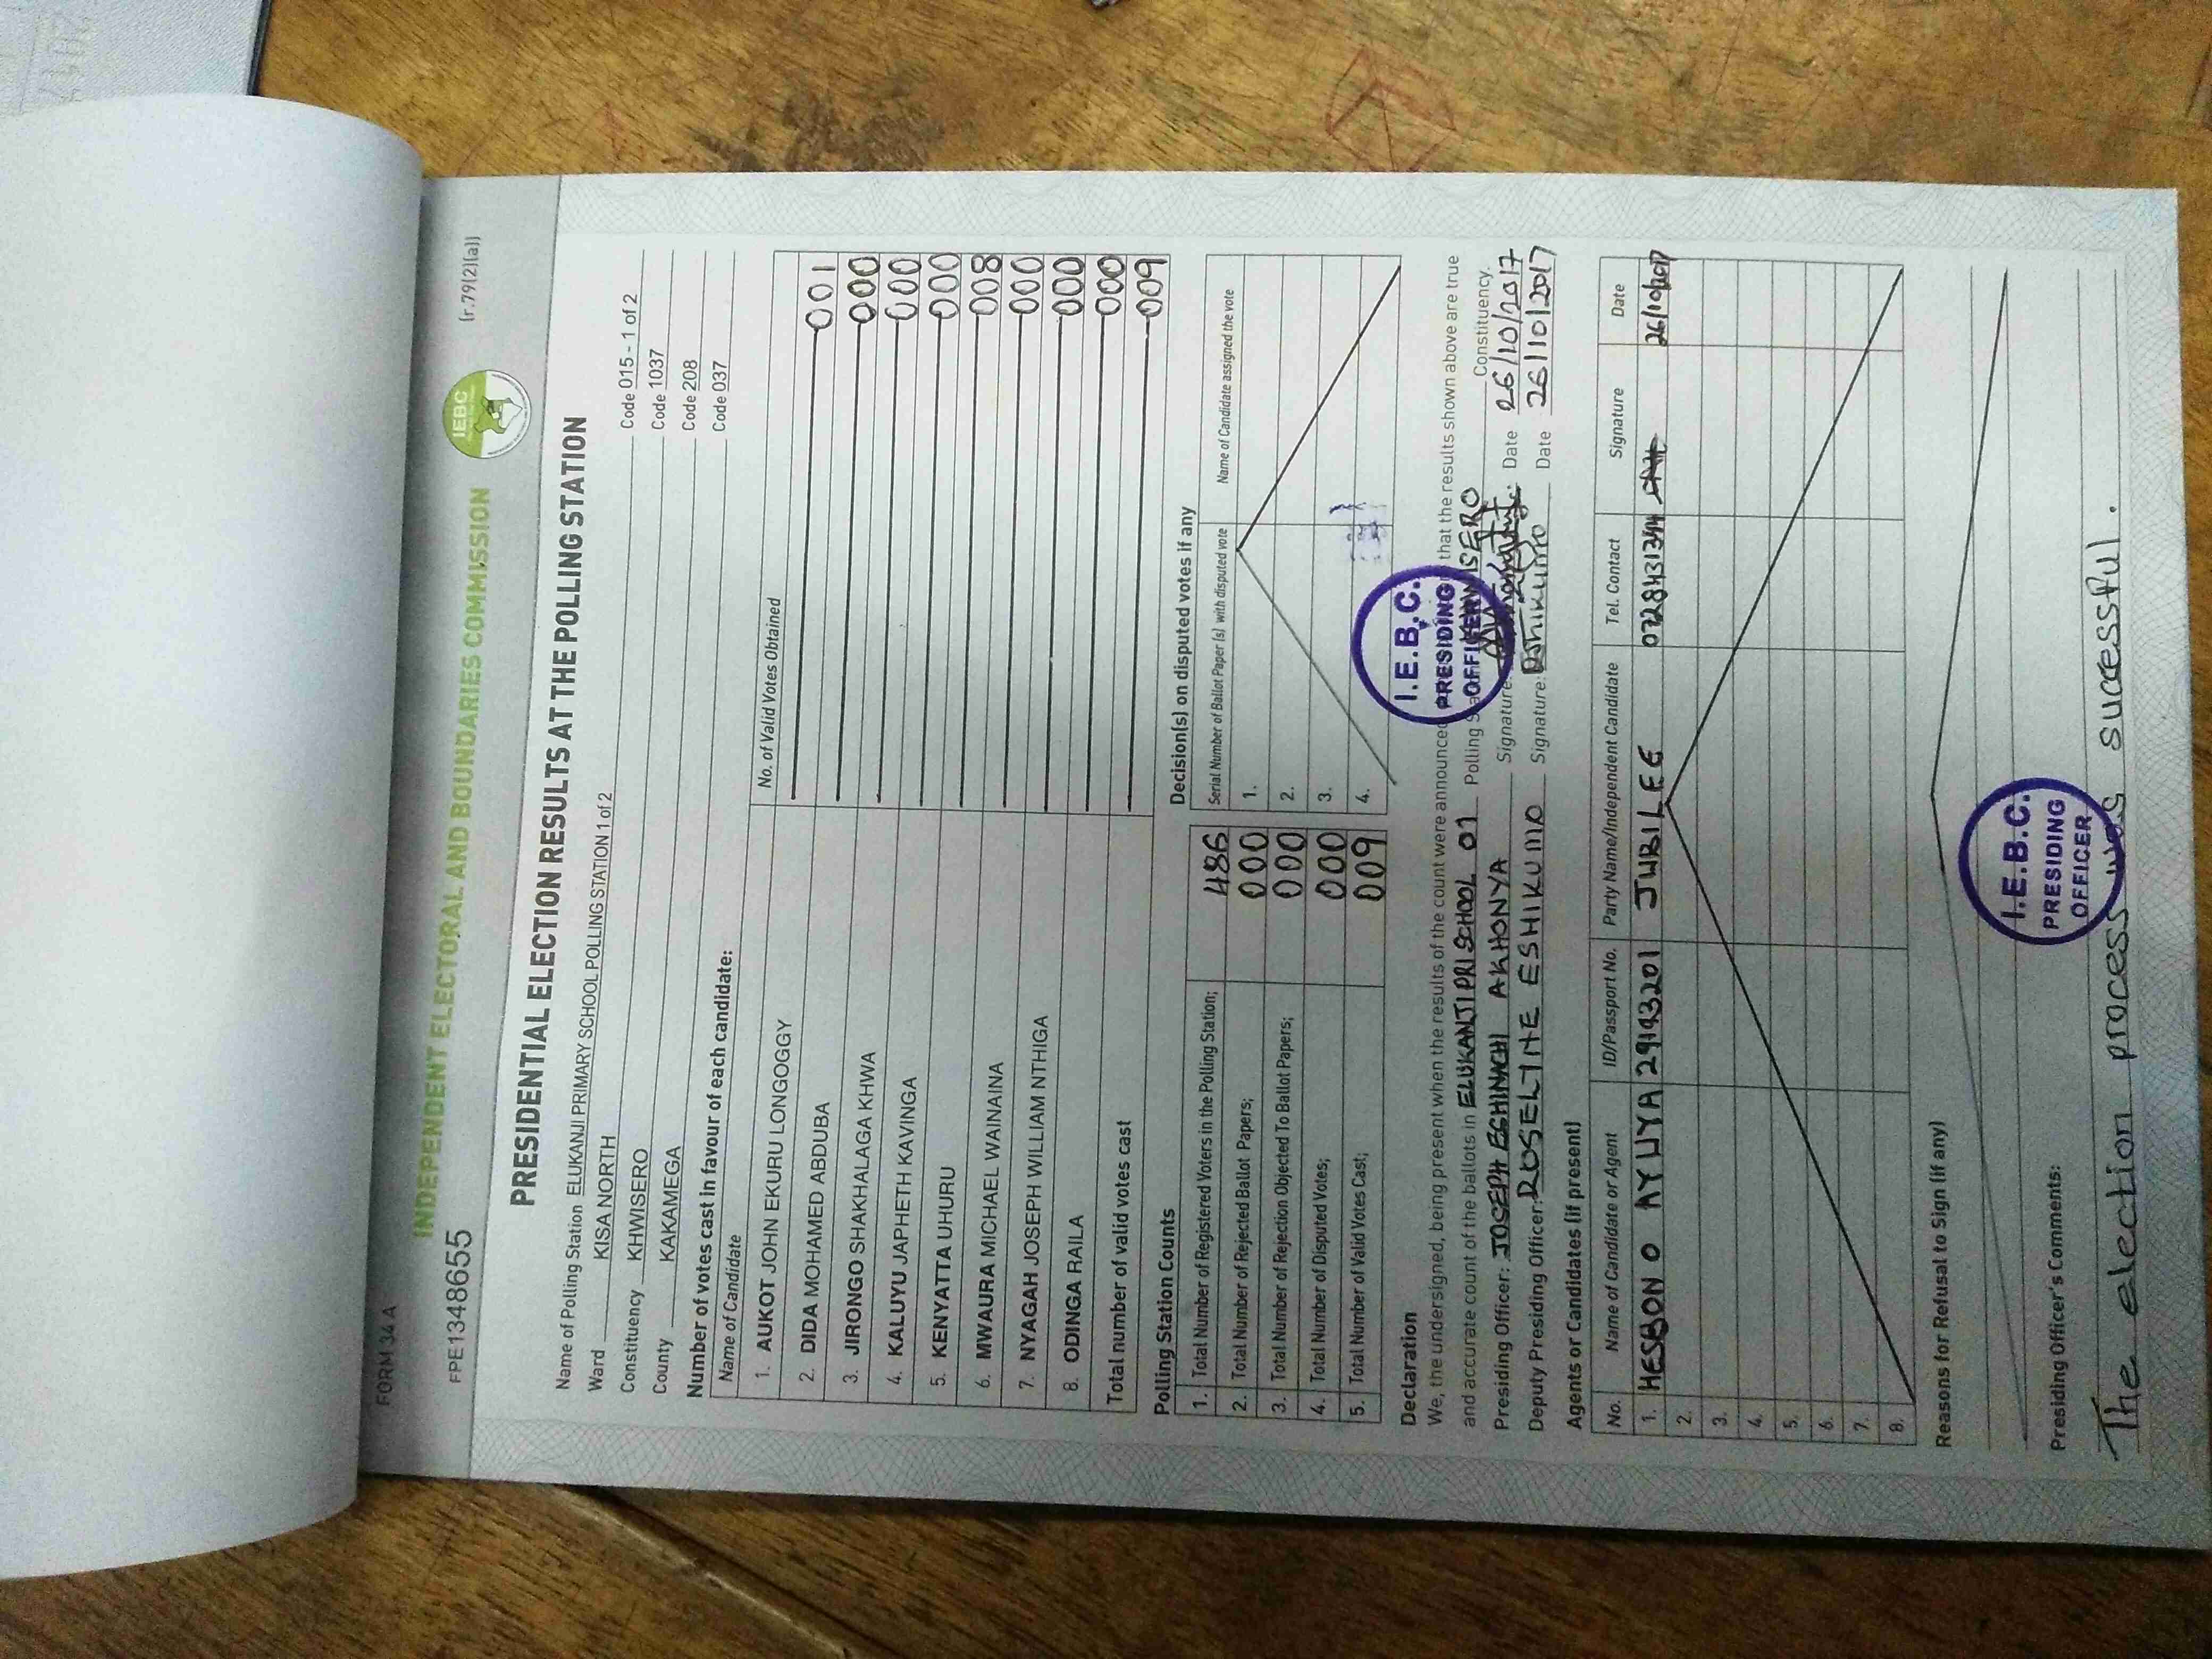 FORM 34 A (r.79(2)(a))
INDEPENDENT ELECTORAL AND BOUNDARIES COMMISSION IEBC
FPE13486 55
PRESIDENTIAL ELECTION RESULTS AT THE POLLING STATION
Name of Polling Station ELUKANJI PRIMARY SCHOOL POLLING STATION 1 of 2 Code 015 - 1 of 2
Ward KISA NORTH Code 1037
Constituency KHWISERO Code 208
County KAKAMEGA Code 037
Number of votes cast in favour of each candidate:
Name of Candidate No. of Valid Votes Obtained
1. AUKOT JOHN EKURU LONGOGGY 001
2. DIDA MOHAMED ABDUBA 000
3. JIRONGO SHAKHALAGA KHWA 000
4. KALUYU JAPHETH KAVINGA 000
5. KENYATTA UHURU 008
6. MWAURA MICHAEL WAINAINA 000
7. NYAGAH JOSEPH WILLIAM NTHIGA 000
8. ODINGA RAILA 000
Total number of valid votes cast 009
Polling Station Counts
1. Total Number of Registered Voters in the Polling Station; 486
2. Total Number of Rejected Ballot Papers; 000
3. Total Number of Rejection Objected To Ballot Papers; 000
4. Total Number of Disputed Votes; 000
5. Total Number of Valid Votes Cast; 009
Decision(s) on disputed votes if any
Serial Number of Ballot Paper (s) with disputed vote Name of Candidate assigned the vote
1.
2.
3.
4.
I.E.B.C.
PRESIDING
OFFICER
Declaration
We, the undersigned, being present when the results of the count were announced, that the results shown above are true
and accurate count of the ballots in ELUKANJI PRI SCHOOL 01 Polling Station KHWISERO Constituency.
Presiding Officer: JOSEPH ECHINACHI AKHONYA Signature: Date 26/10/2017
Deputy Presiding Officer: ROSELINE ESHIKUMO Signature: Date 26/10/2017
Agents or Candidates (if present)
No. Name of Candidate or Agent ID/Passport No. Party Name/Independent Candidate Tel. Contact Signature Date
1. HESBON O AYUYA 29193201 JUBILEE 26/10/2017
2.
3.
4.
5.
6.
7.
8.
Reasons for Refusal to Sign (if any)
Presiding Officer's Comments:
The election process was sucessful.
I.E.B.C.
PRESIDING
OFFICER